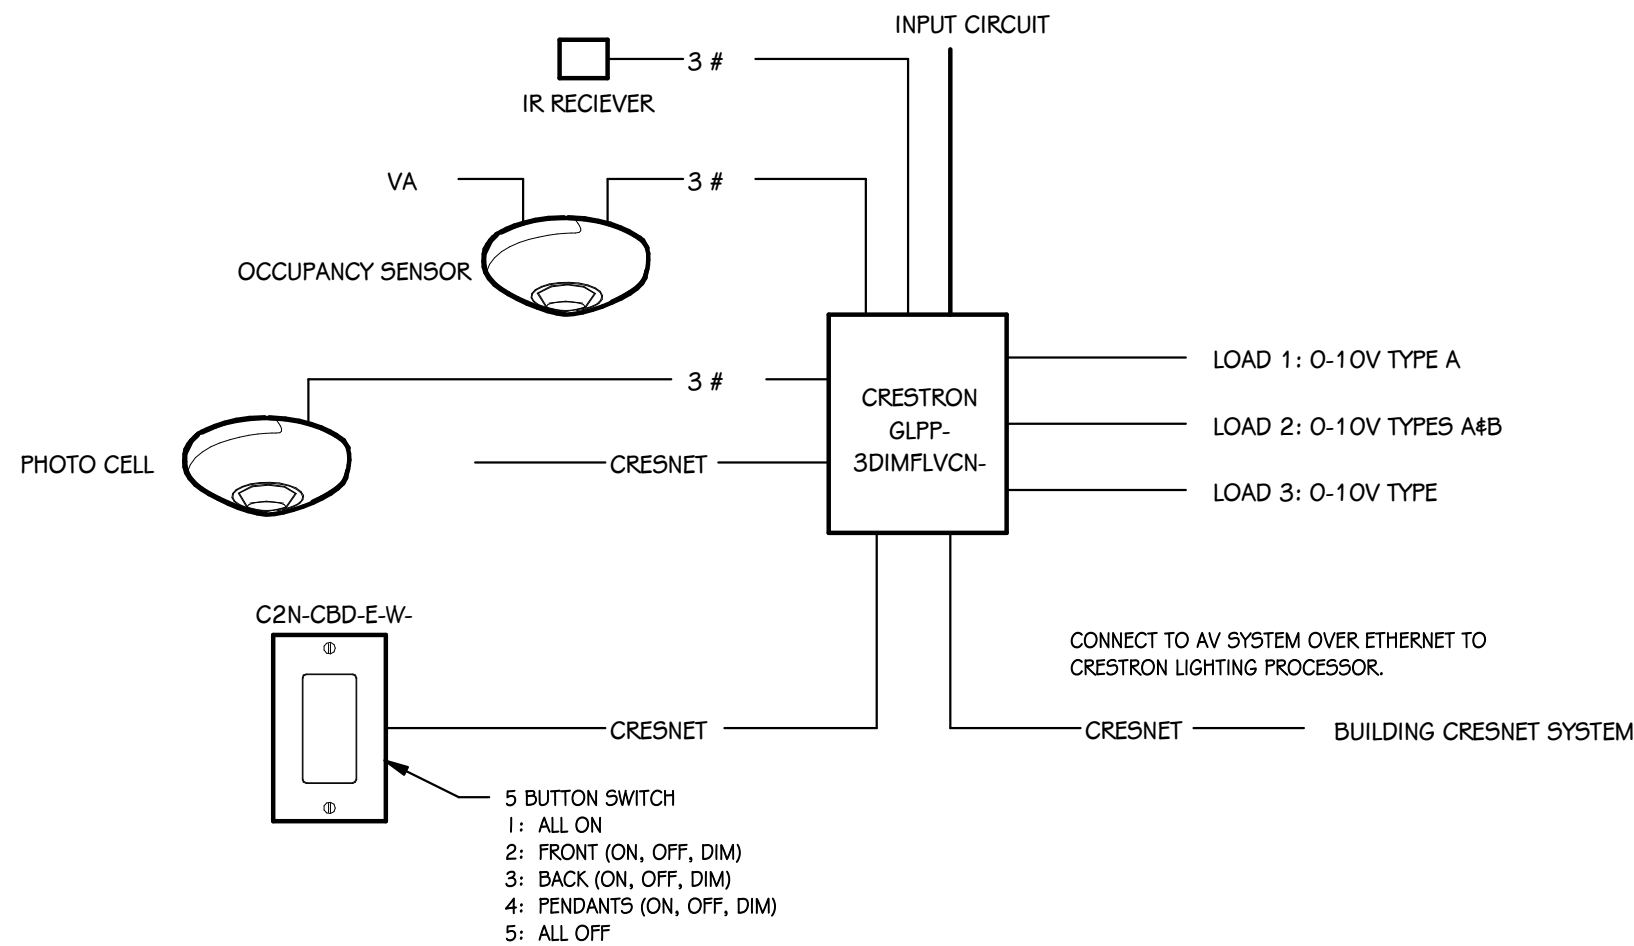 INPUT CIRCUIT
3 #
IR RECIEVER
VA
3 #
OCCUPANCY SENSOR
3 #
PHOTO CELL
CRESNET
CRESTRON
GLPP-
3DIMFLVCN-
LOAD 1: 0-10V TYPE A
LOAD 2: 0-10V TYPES A&B
LOAD 3: 0-10V TYPE
C2N-CBD-E-W-
CONNECT TO AV SYSTEM OVER ETHERNET TO
CRESTRON LIGHTING PROCESSOR.
CRESNET
CRESNET
BUILDING CRESNET SYSTEM
5 BUTTON SWITCH
1: ALL ON
2: FRONT (ON, OFF, DIM)
3: BACK (ON, OFF, DIM)
4: PENDANTS (ON, OFF, DIM)
5: ALL OFF